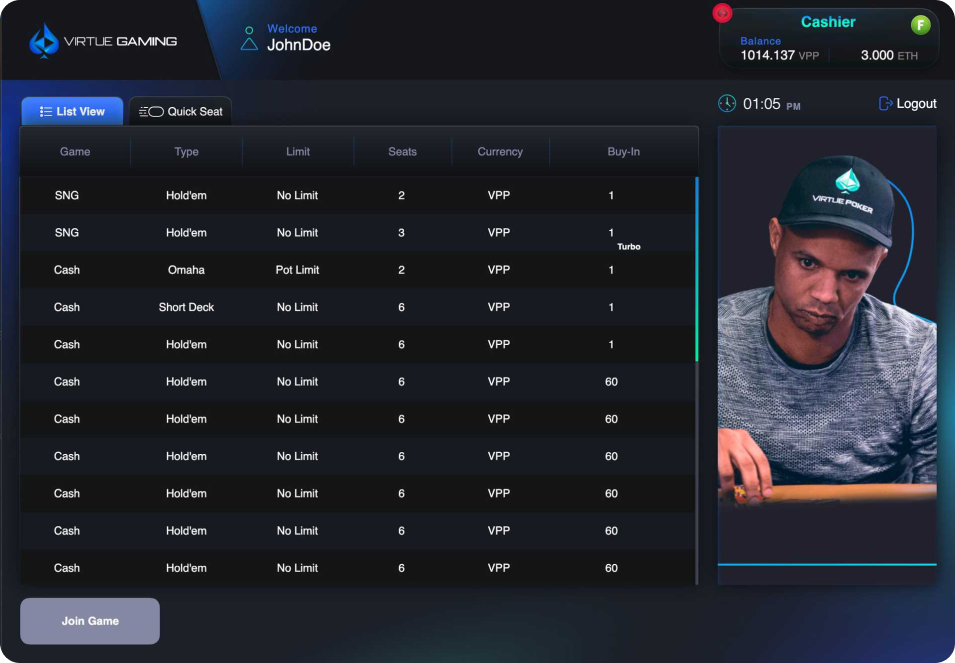 VIRTUE GAMING
Welcome
JohnDoe
Cashier
F
Balance
1014.137 VPP 3.000 ETH
List View Quick Seat
01:05 PM Logout
Game Type Limit Seats Currency Buy-In
SNG Hold'em No Limit 2 VPP 1
SNG Hold'em No Limit 3 VPP 1
Turbo
Cash Omaha Pot Limit 2 VPP 1
Cash Short Deck No Limit 6 VPP 1
Cash Hold'em No Limit 6 VPP 1
Cash Hold'em No Limit 6 VPP 60
Cash Hold'em No Limit 6 VPP 60
Cash Hold'em No Limit 6 VPP 60
Cash Hold'em No Limit 6 VPP 60
Cash Hold'em No Limit 6 VPP 60
Cash Hold'em No Limit 6 VPP 60
VIRTUE POKER
Join Game